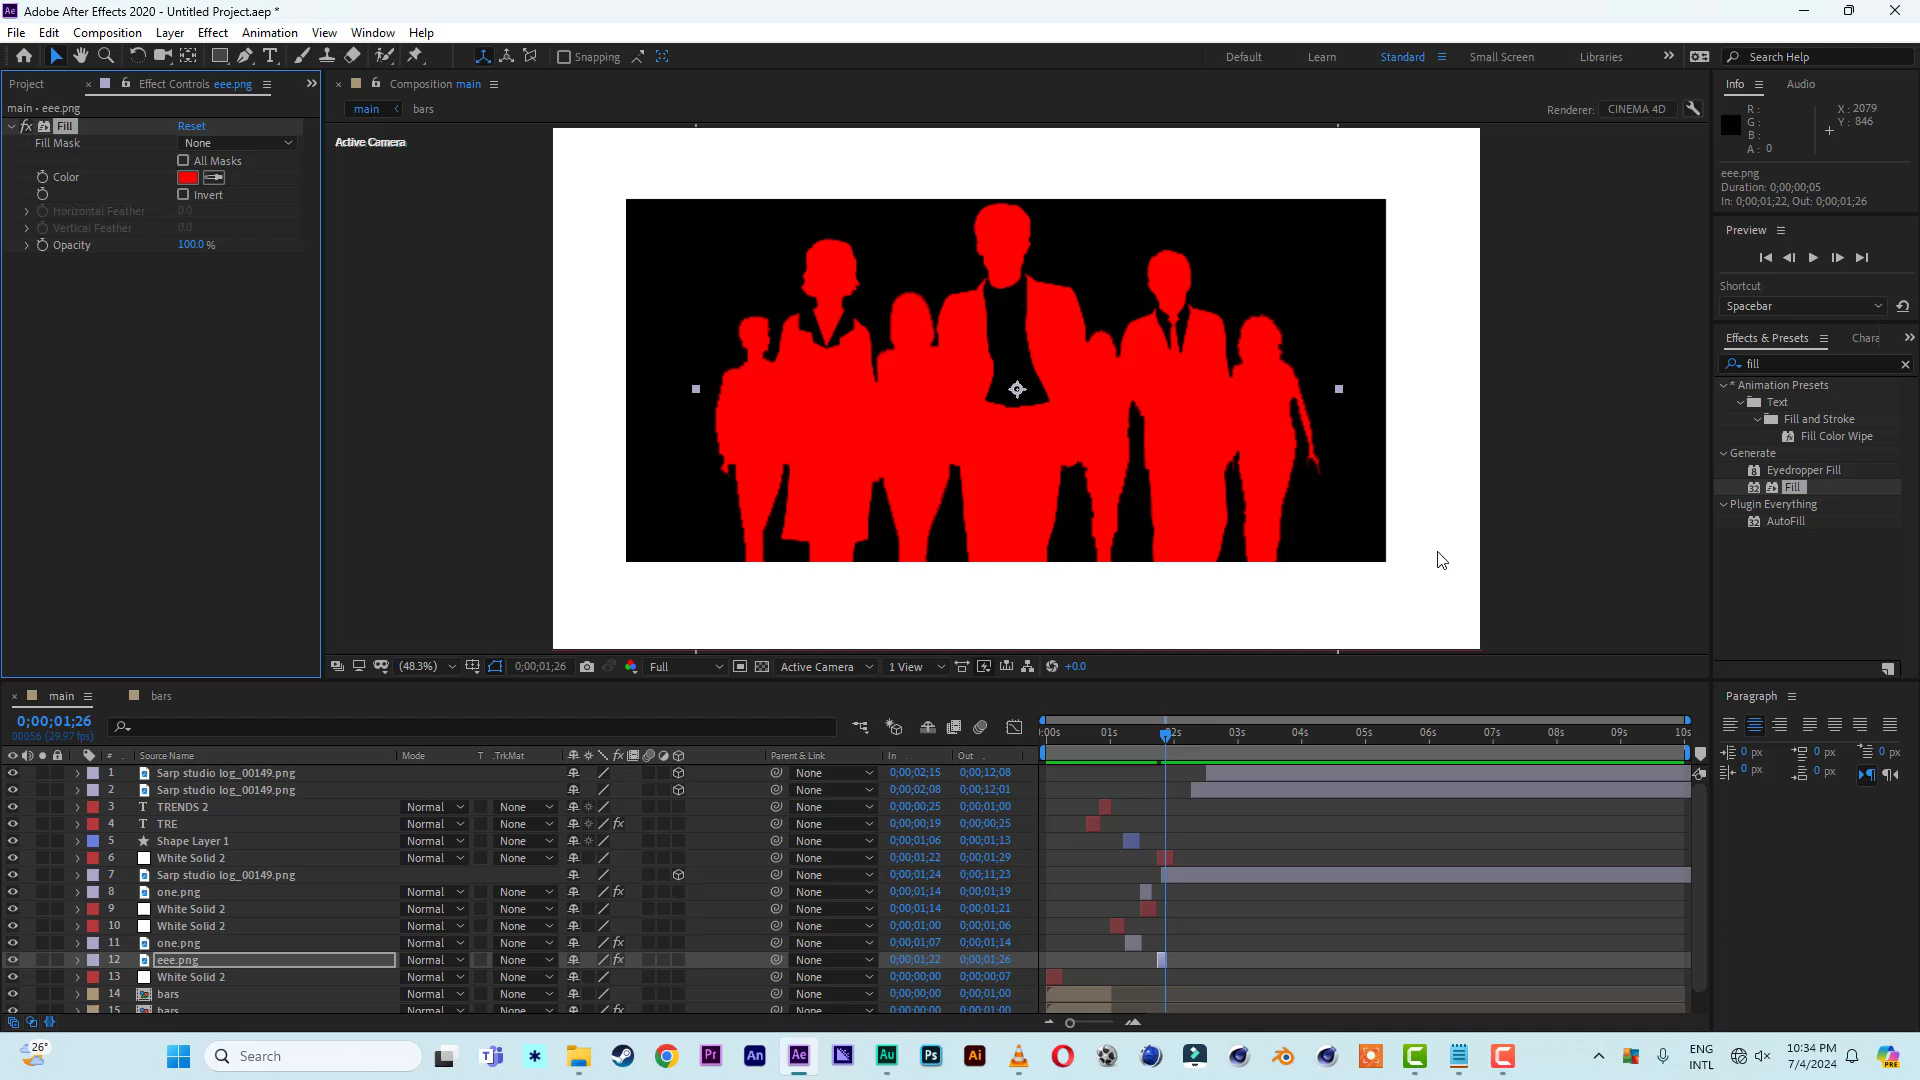 Adobe After Effects 2020 - Untitled Project.aep *
File Edit Composition Layer Effect Animation View Window Help
Snapping
Default Learn Standard Small Screen Libraries
Search Help
Project Effect Controls eee.png
main • eee.png
fx Fill Reset
Fill Mask None
All Masks
Color
Invert
Horizontal Feather 0.0
Vertical Feather 0.0
Opacity 100.0 %
Composition main
main bars
Renderer: CINEMA 4D
Active Camera
(48.3%) 0;00;01;26 Full Active Camera 1 View +0.0
Info Audio
R :
G :
B :
A : 0
X : 2079
Y : 846
eee.png
Duration: 0;00;00;05
In: 0;00;01;22, Out: 0;00;01;26
Preview
Shortcut
Spacebar
Effects & Presets Chara
fill
* Animation Presets
Text
Fill and Stroke
Fill Color Wipe
Generate
Eyedropper Fill
Fill
Plugin Everything
AutoFill
Paragraph
0 px 0 px 0 px
0 px 0 px
main bars
0;00;01;26
00056 (29.97 fps)
:00s 01s 02s 03s 04s 05s 06s 07s 08s 09s 10s
# Source Name Mode T .TrkMat Parent & Link In Out
1 Sarp studio log_00149.png None 0;00;02;15 0;00;12;08
2 Sarp studio log_00149.png None 0;00;02;08 0;00;12;01
3 T TRENDS 2 Normal None None 0;00;00;25 0;00;01;00
4 T TRE Normal None fx None 0;00;00;19 0;00;00;25
5 Shape Layer 1 Normal None None 0;00;01;06 0;00;01;13
6 White Solid 2 Normal None None 0;00;01;22 0;00;01;29
7 Sarp studio log_00149.png None 0;00;01;24 0;00;11;23
8 one.png Normal None fx None 0;00;01;14 0;00;01;19
9 White Solid 2 Normal None None 0;00;01;14 0;00;01;21
10 White Solid 2 Normal None None 0;00;01;00 0;00;01;06
11 one.png Normal None fx None 0;00;01;07 0;00;01;14
12 eee.png Normal None fx None 0;00;01;22 0;00;01;26
13 White Solid 2 Normal None None 0;00;00;00 0;00;00;07
14 bars Normal None None 0;00;00;00 0;00;01;00
15 bars Normal None fx None 0;00;00;00 0;00;01;00
26°
Search
Pr An Ae Au Ps Ai
ENG
INTL
10:34 PM
7/4/2024
PRE